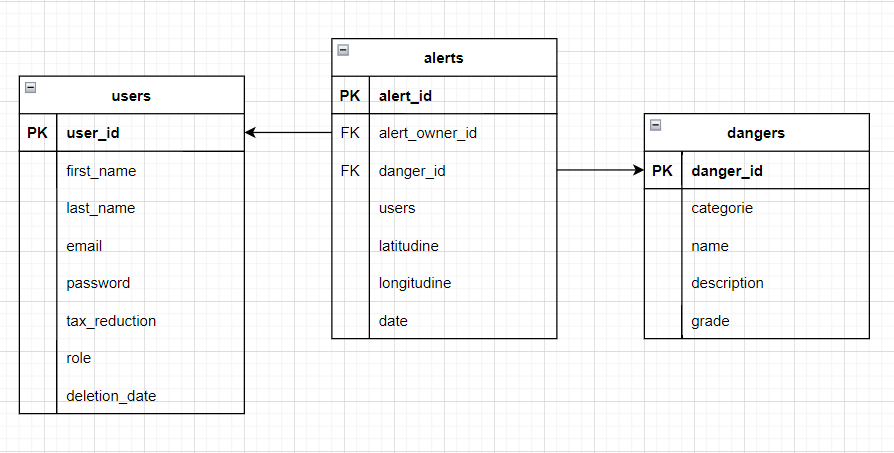 users
PK user_id
first_name
last_name
email
password
tax_reduction
role
deletion_date
alerts
PK alert_id
FK alert_owner_id
FK danger_id
users
latitudine
longitudine
date
dangers
PK danger_id
categorie
name
description
grade